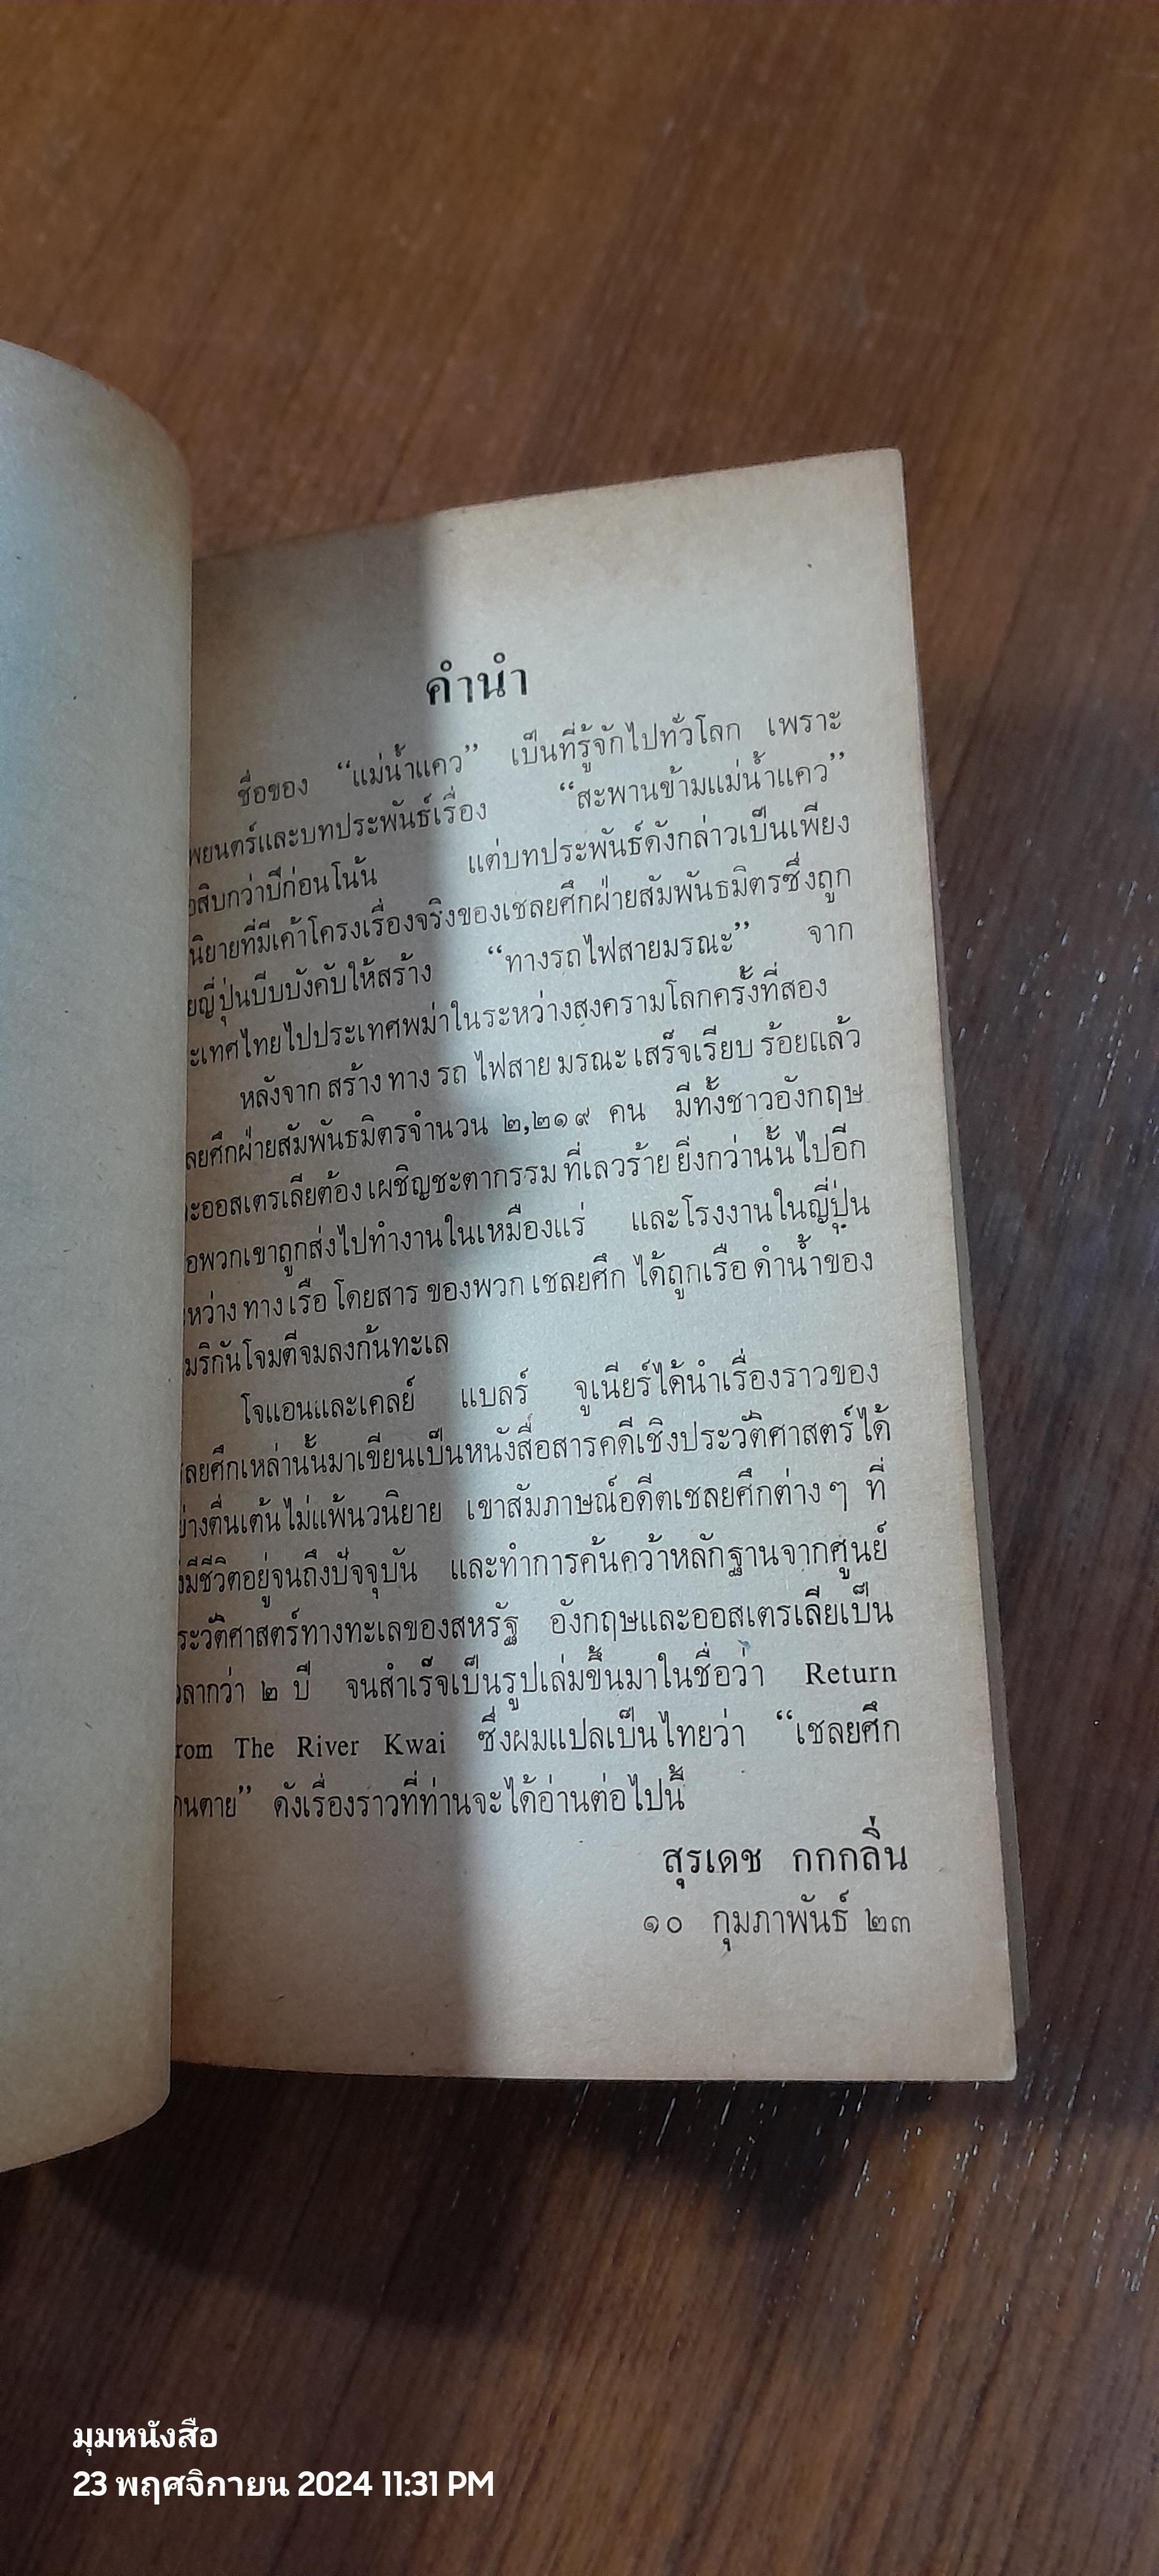 คำนำ
ชื่อของ “แม่น้ำแคว” เป็นที่รู้จักไปทั่วโลก เพราะ
พยนตร์และบทประพันธ์เรื่อง “สะพานข้ามแม่น้ำแคว”
สิบกว่าปีก่อนโน้น แต่บทประพันธ์ดังกล่าวเป็นเพียง
นิยายที่มีเค้าโครงเรื่องจริงของเชลยศึกฝ่ายสัมพันธมิตรซึ่งถูก
ญี่ปุ่นบีบบังคับให้สร้าง “ทางรถไฟสายมรณะ” จาก
ะเทศไทยไปประเทศพม่าในระหว่างสงครามโลกครั้งที่สอง
หลังจาก สร้าง ทาง รถ ไฟสาย มรณะ เสร็จเรียบ ร้อยแล้ว
ลยศึกฝ่ายสัมพันธมิตรจำนวน ๒,๒๑๙ คน มีทั้งชาวอังกฤษ
ะออสเตรเลียต้อง เผชิญชะตากรรม ที่เลวร้าย ยิ่งกว่านั้น ไปอีก
อพวกเขาถูกส่งไปทำงานในเหมืองแร่ และโรงงานในญี่ปุ่น
หว่าง ทาง เรือ โดยสาร ของพวก เชลยศึก ได้ถูกเรือ ดำน้ำของ
มริกันโจมตีจมลงก้นทะเล
โจแอนและเคลย์ แบลร์ จูเนียร์ได้นำเรื่องราวของ
ลยศึกเหล่านั้นมาเขียนเป็นหนังสือสารคดีเชิงประวัติศาสตร์ได้
ย่างตื่นเต้นไม่แพ้นวนิยาย เขาสัมภาษณ์อดีตเชลยศึกต่าง ๆ ที่
มีชีวิตอยู่จนถึงปัจจุบัน และทำการค้นคว้าหลักฐานจากศูนย์
ระวัติศาสตร์ทางทะเลของสหรัฐ อังกฤษและออสเตรเลียเป็น
ลากว่า ๒ ปี จนสำเร็จเป็นรูปเล่มขึ้นมาในชื่อว่า Return
rom The River Kwai ซึ่งผมแปลเป็นไทยว่า “เชลยศึก
นตาย” ดังเรื่องราวที่ท่านจะได้อ่านต่อไปนี้
สุรเดช กกกลิ่น
๑๐ กุมภาพันธ์ ๒๓
มุมหนังสือ
23 พฤศจิกายน 2024 11:31 PM